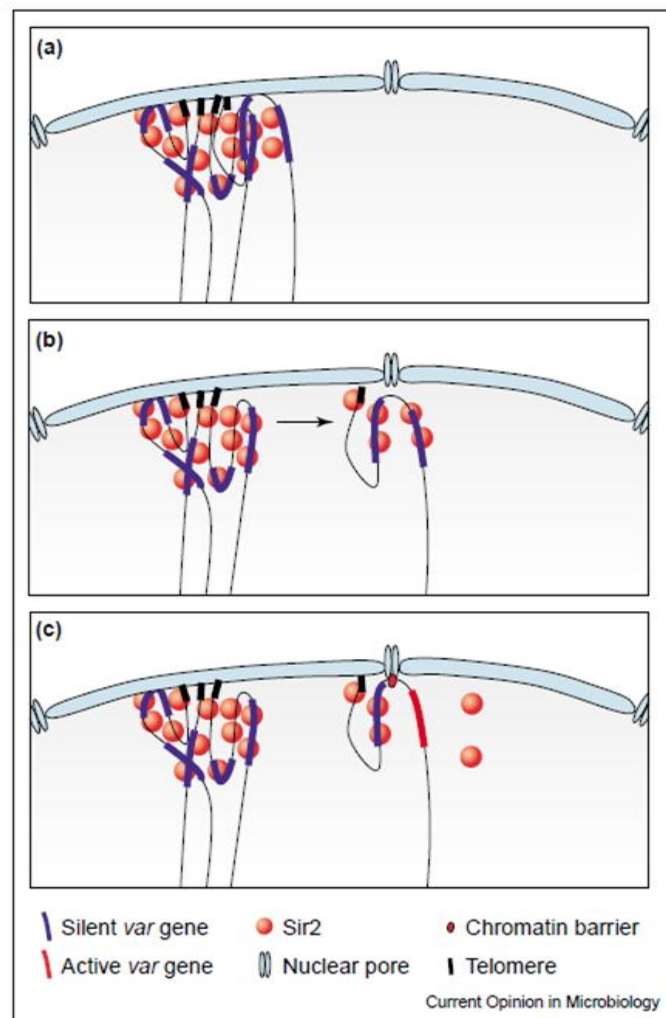 (a)
(b)
(c)
Silent var gene
Sir2
Chromatin barrier
Active var gene
Nuclear pore
Telomere
Current Opinion in Microbiology